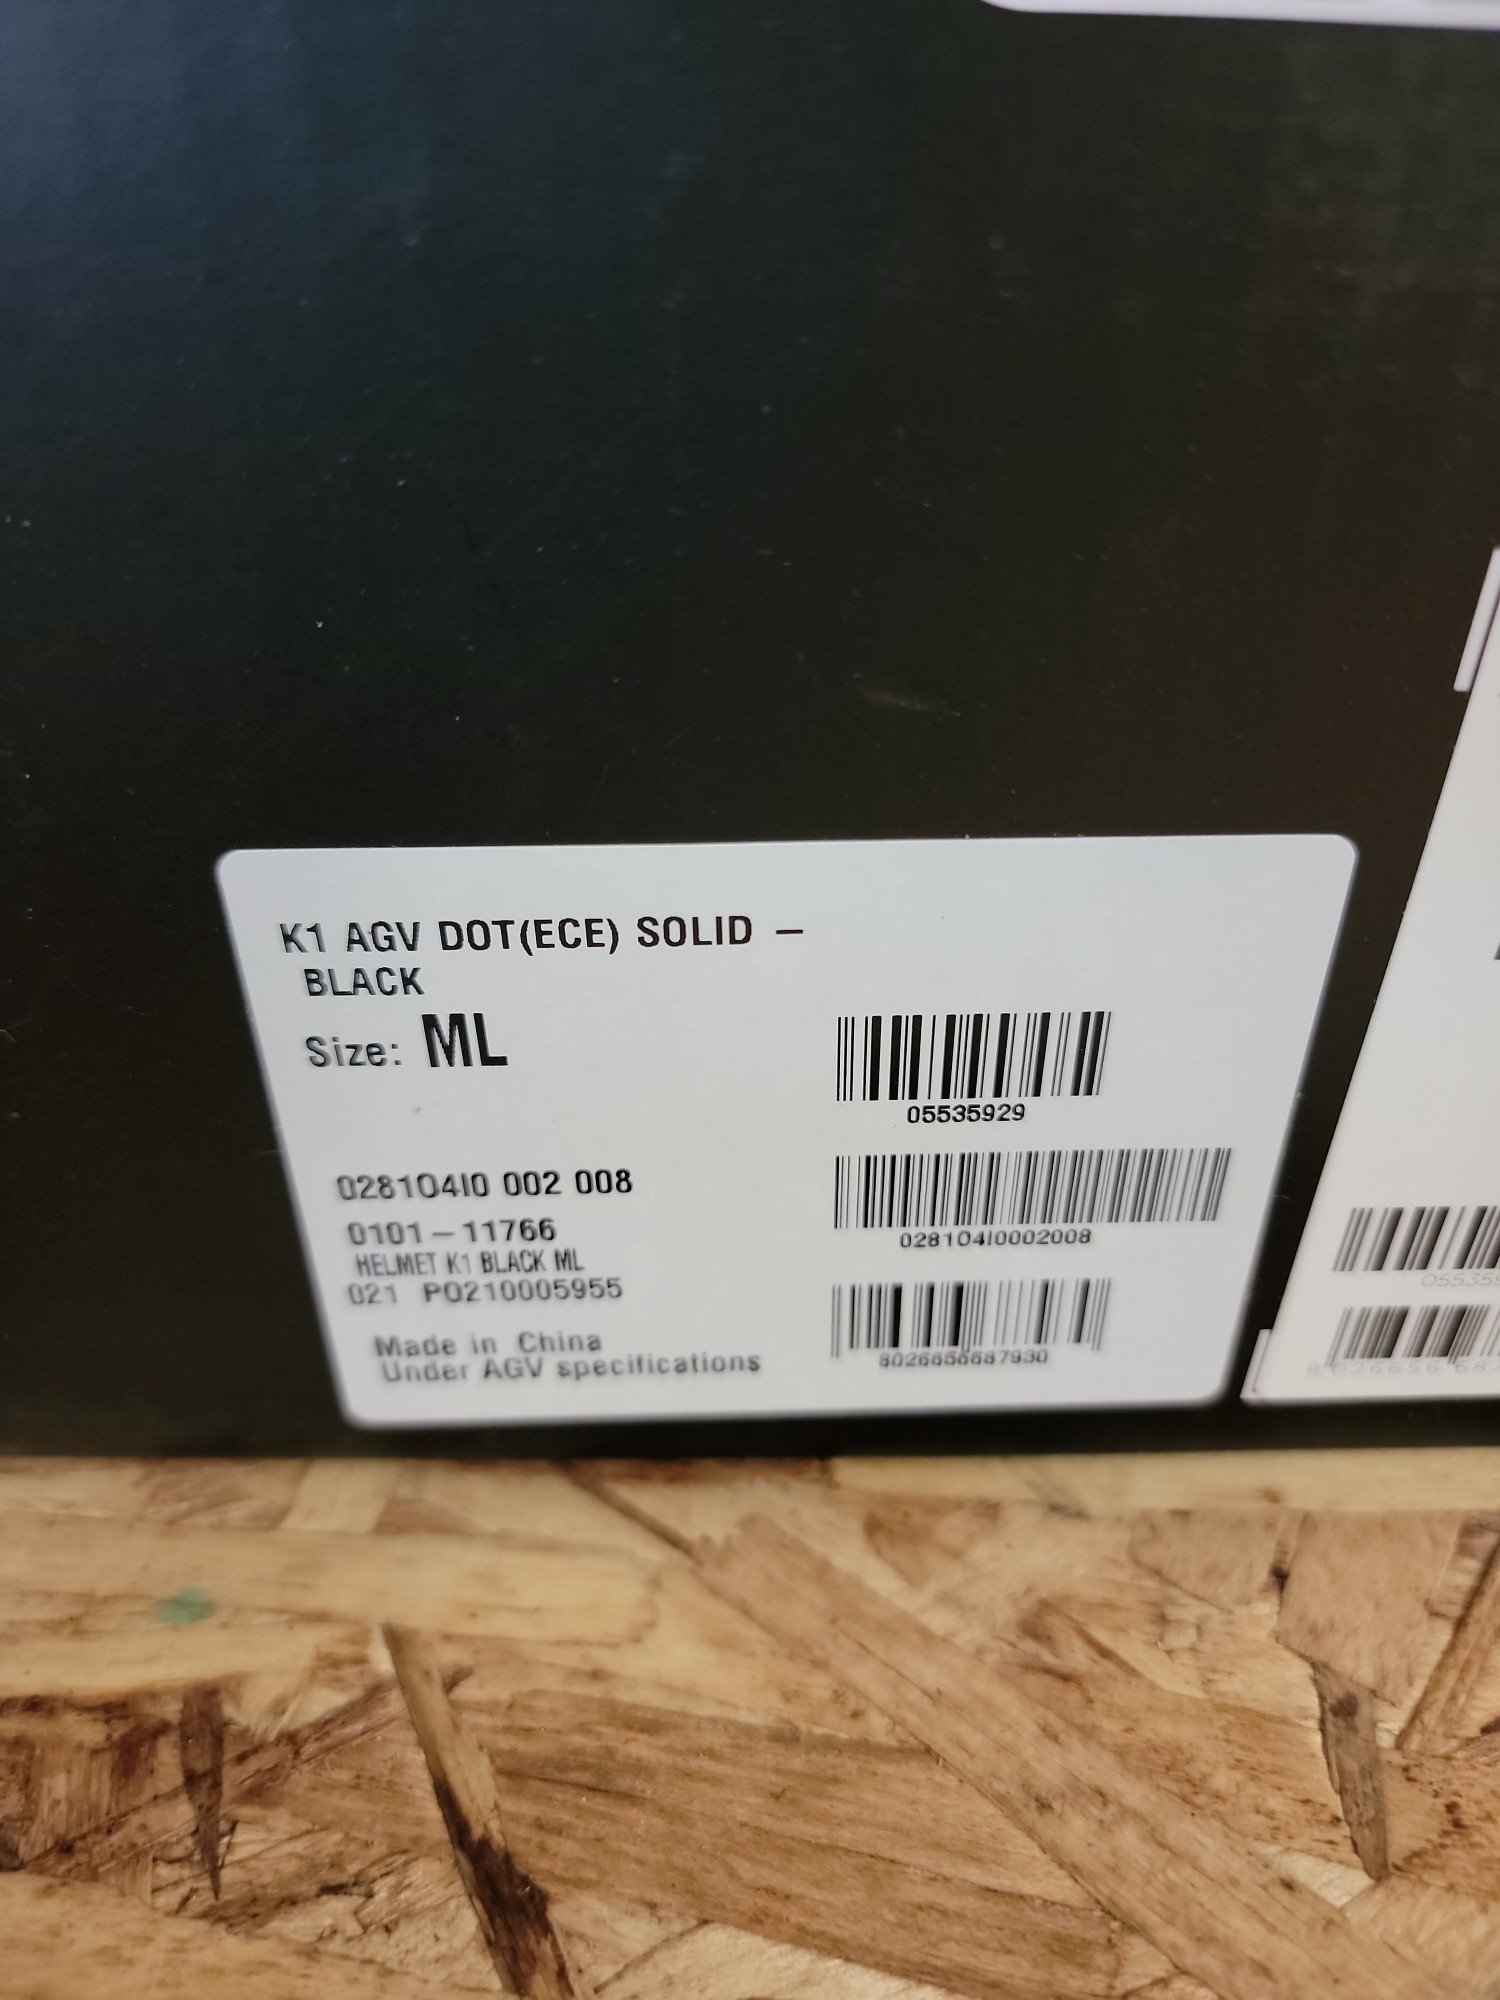 K1 AGV DOT(ECE) SOLID –
BLACK
Size: ML
05535929
0281O4I0 002 008
0281O4I0002008
0101–11766
HELMET K1 BLACK ML
021 PO210005955
8026656687930
Made in China
Under AGV specifications